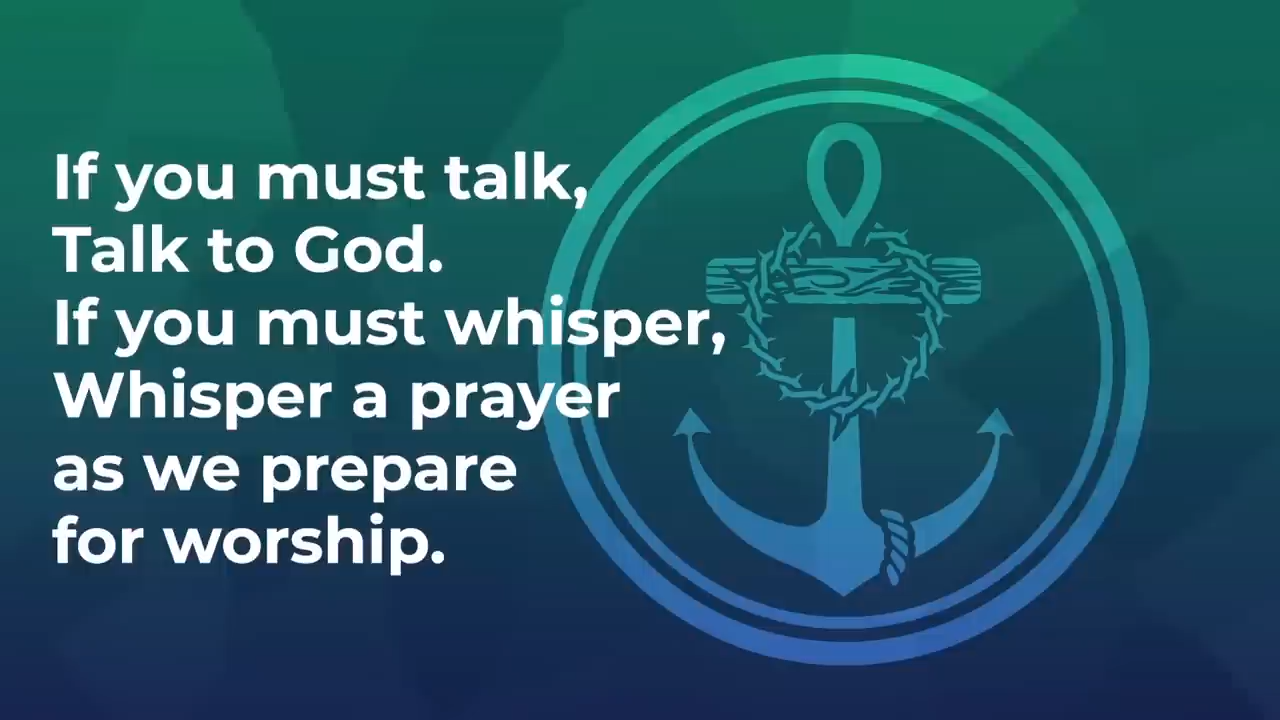 If you must talk,
Talk to God.
If you must whisper,
Whisper a prayer
as we prepare
for worship.